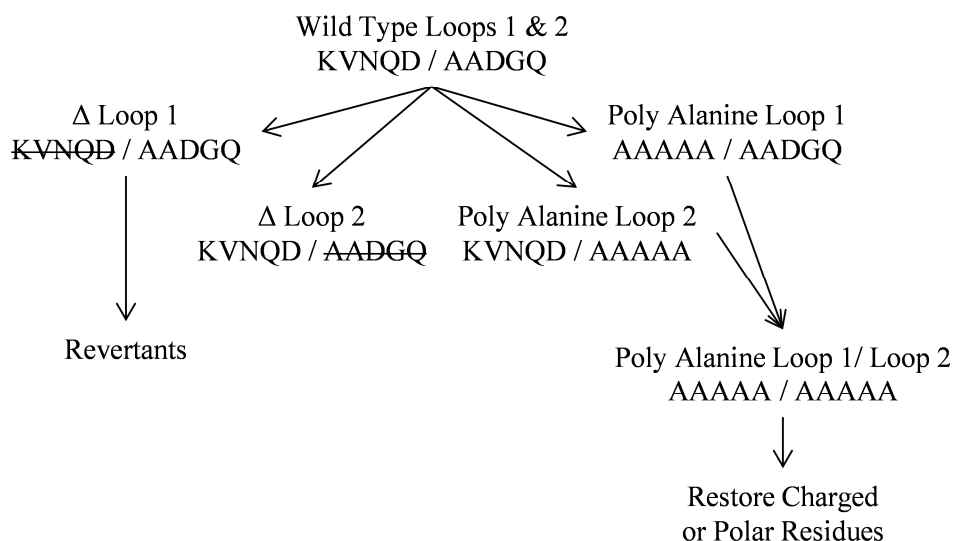 Wild Type Loops 1 & 2
KVNQD / AADGQ
Δ Loop 1
KVNQD / AADGQ
Poly Alanine Loop 1
AAAAA / AADGQ
Δ Loop 2
KVNQD / AADGQ
Poly Alanine Loop 2
KVNQD / AAAAA
Revertants
Poly Alanine Loop 1/ Loop 2
AAAAA / AAAAA
Restore Charged
or Polar Residues